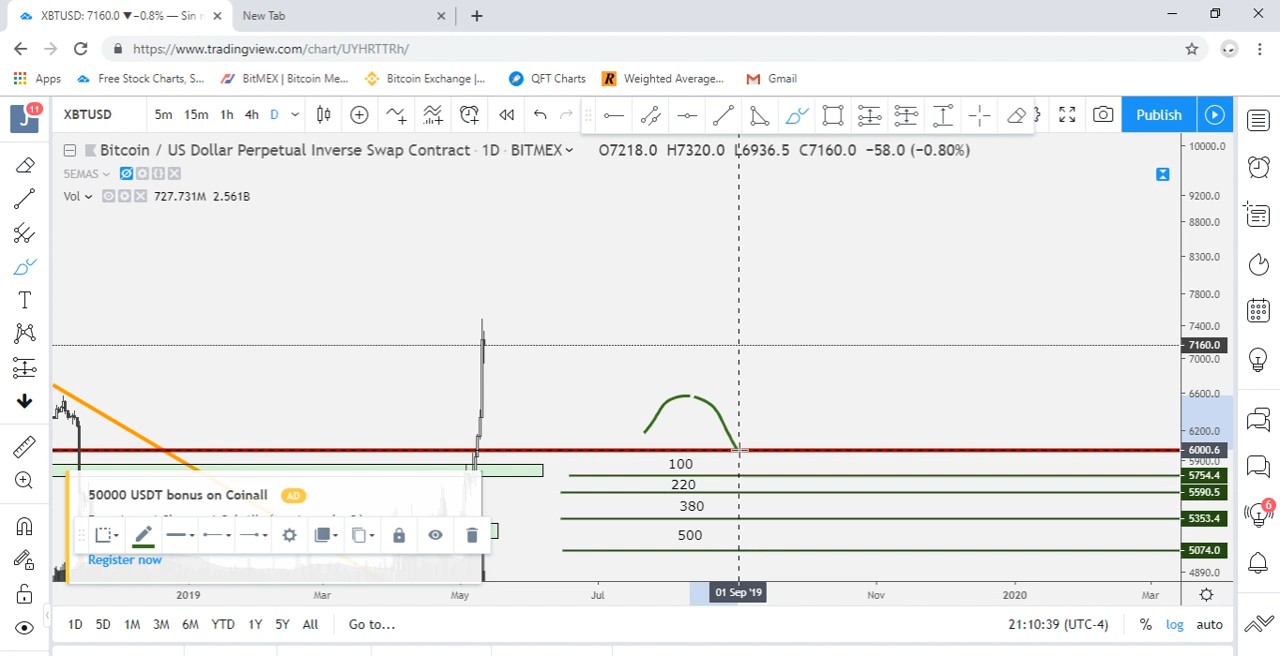 XBTUSD: 7160.0 ▼−0.8% — Sin
New Tab
https://www.tradingview.com/chart/UYHRTTRh/
Apps
Free Stock Charts, S...
BitMEX | Bitcoin Me...
Bitcoin Exchange |...
QFT Charts
Weighted Average...
Gmail
J 11
XBTUSD 5m 15m 1h 4h D
Publish
Bitcoin / US Dollar Perpetual Inverse Swap Contract · 1D · BITMEX
O7218.0 H7320.0 L6936.5 C7160.0 −58.0 (−0.80%)
5EMAS
Vol 727.731M 2.561B
10000.0
9200.0
8800.0
8300.0
7800.0
7400.0
7160.0
7000.0
6600.0
6200.0
6000.6
5900.0
100
5754.4
220
5590.5
380
5353.4
500
5074.0
4890.0
50000 USDT bonus on Coinall AD
Register now
6
2019 Mar May Jul 01 Sep '19 Nov 2020 Mar
1D 5D 1M 3M 6M YTD 1Y 5Y All Go to...
21:10:39 (UTC-4) % log auto